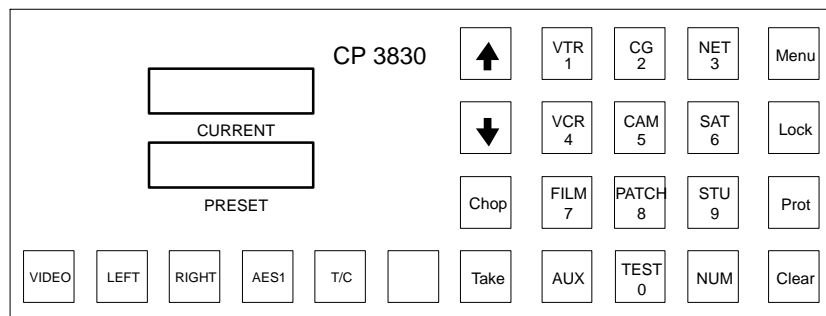 CP 3830
CURRENT
PRESET
VTR
1
CG
2
NET
3
Menu
VCR
4
CAM
5
SAT
6
Lock
Chop
FILM
7
PATCH
8
STU
9
Prot
VIDEO
LEFT
RIGHT
AES1
T/C
Take
AUX
TEST
0
NUM
Clear